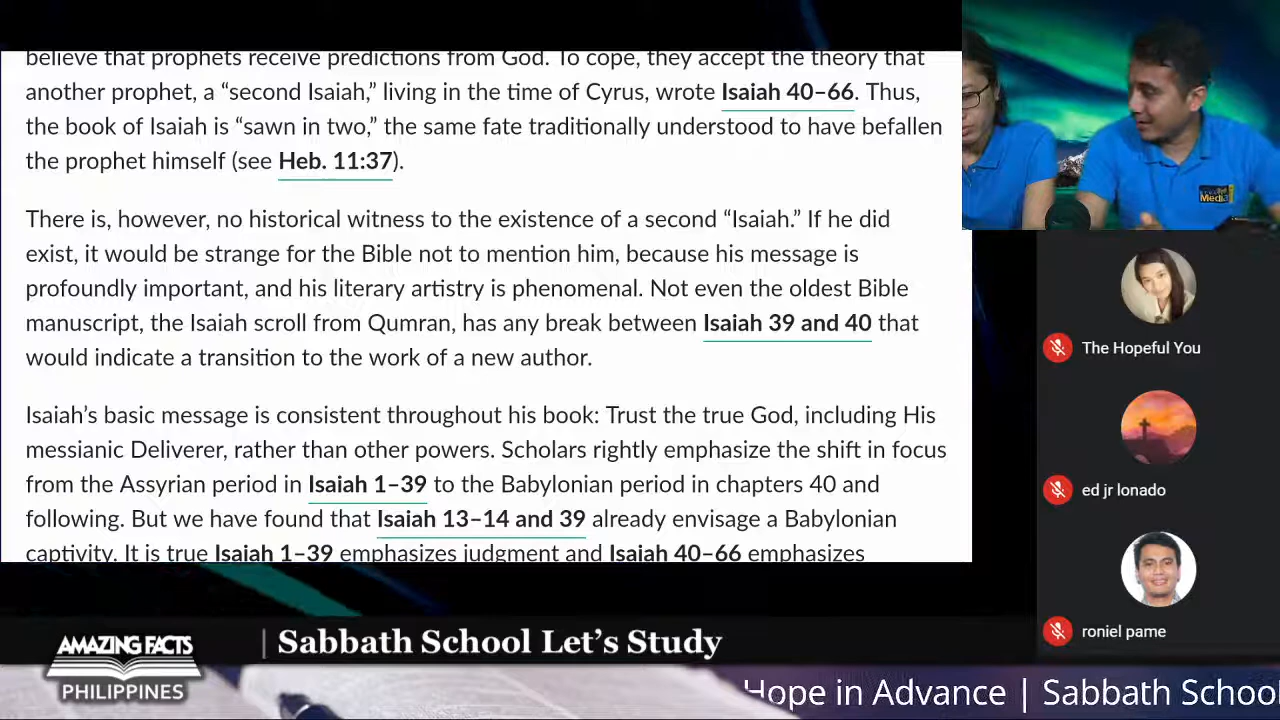 believe that prophets receive predictions from God. To cope, they accept the theory that
another prophet, a “second Isaiah,” living in the time of Cyrus, wrote Isaiah 40–66. Thus,
the book of Isaiah is “sawn in two,” the same fate traditionally understood to have befallen
the prophet himself (see Heb. 11:37).
There is, however, no historical witness to the existence of a second “Isaiah.” If he did
exist, it would be strange for the Bible not to mention him, because his message is
profoundly important, and his literary artistry is phenomenal. Not even the oldest Bible
manuscript, the Isaiah scroll from Qumran, has any break between Isaiah 39 and 40 that
would indicate a transition to the work of a new author.
Isaiah’s basic message is consistent throughout his book: Trust the true God, including His
messianic Deliverer, rather than other powers. Scholars rightly emphasize the shift in focus
from the Assyrian period in Isaiah 1–39 to the Babylonian period in chapters 40 and
following. But we have found that Isaiah 13–14 and 39 already envisage a Babylonian
captivity. It is true Isaiah 1–39 emphasizes judgment and Isaiah 40–66 emphasizes
Media
The Hopeful You
ed jr lonado
roniel pame
AMAZING FACTS
PHILIPPINES
| Sabbath School Let’s Study
Hope in Advance | Sabbath School